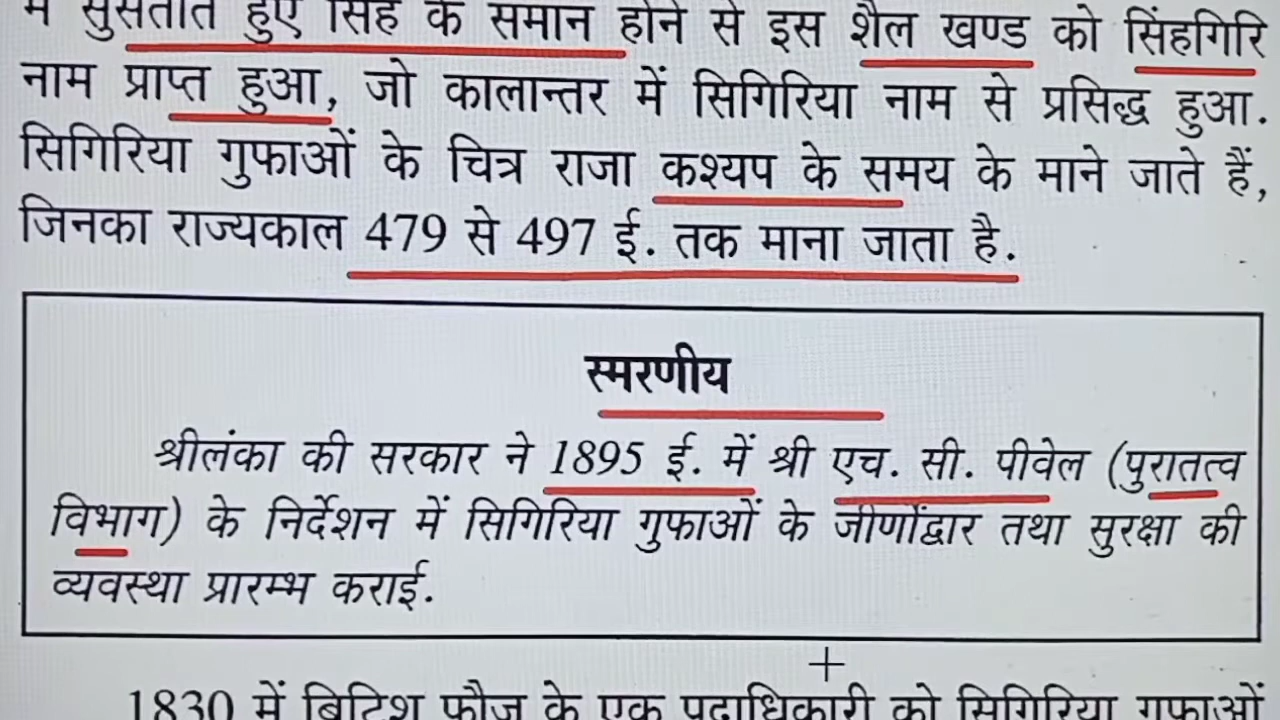 में सुसताते हुए सिंह के समान होने से इस शैल खण्ड को सिंहगिरि
नाम प्राप्त हुआ, जो कालान्तर में सिगिरिया नाम से प्रसिद्ध हुआ.
सिगिरिया गुफाओं के चित्र राजा कश्यप के समय के माने जाते हैं,
जिनका राज्यकाल 479 से 497 ई. तक माना जाता है.
स्मरणीय
श्रीलंका की सरकार ने 1895 ई. में श्री एच. सी. पीवेल (पुरातत्व
विभाग) के निर्देशन में सिगिरिया गुफाओं के जीर्णोद्वार तथा सुरक्षा की
व्यवस्था प्रारम्भ कराई.
1830 में ब्रिटिश फौज के एक पदाधिकारी को सिगिरिया गुफाओं